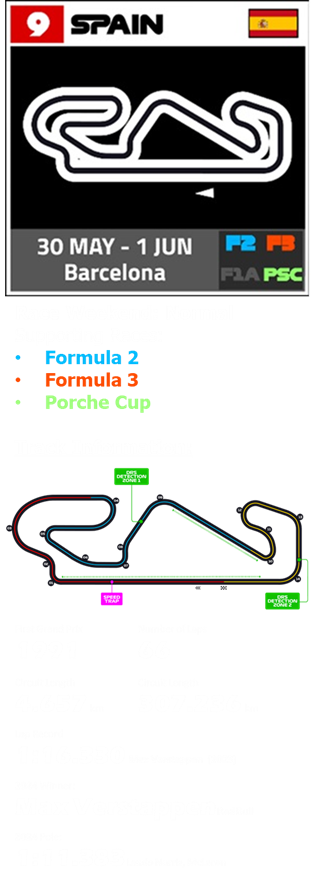 9 SPAIN
30 MAY - 1 JUN
Barcelona
F2 F3
F1A PSC
• Formula 2
• Formula 3
• Porche Cup
DRS
DETECTION
ZONE 1
SPEED
TRAP
DRS
DETECTION
ZONE 2